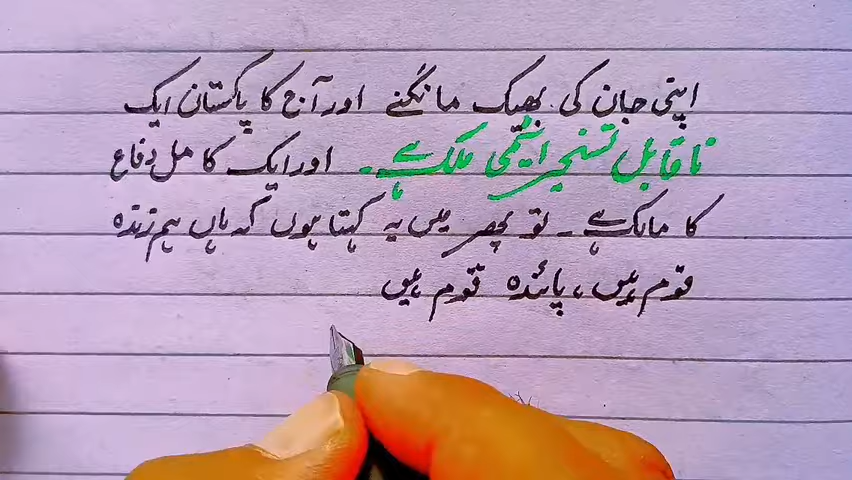 اپنی جان کی بھیک مانگنے اور آج کا پاکستان ایک
ناقابل تسخیر ایٹمی ملک ہے۔ اور ایک کامل دفاع
کا مالک ہے۔ تو پھر میں یہ کہتا ہوں کہ ہاں ہم زندہ
قوم ہیں، پائندہ قوم ہیں